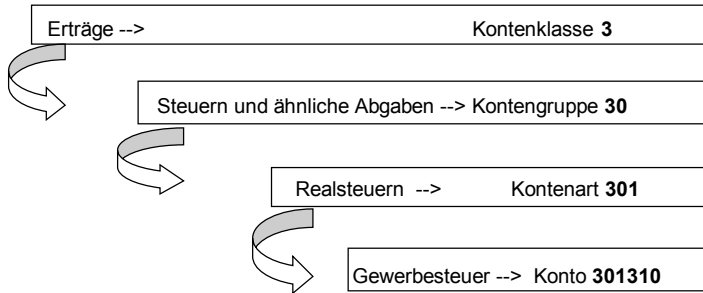 Erträge --> Kontenklasse 3
Steuern und ähnliche Abgaben --> Kontengruppe 30
Realsteuern --> Kontenart 301
Gewerbesteuer --> Konto 301310